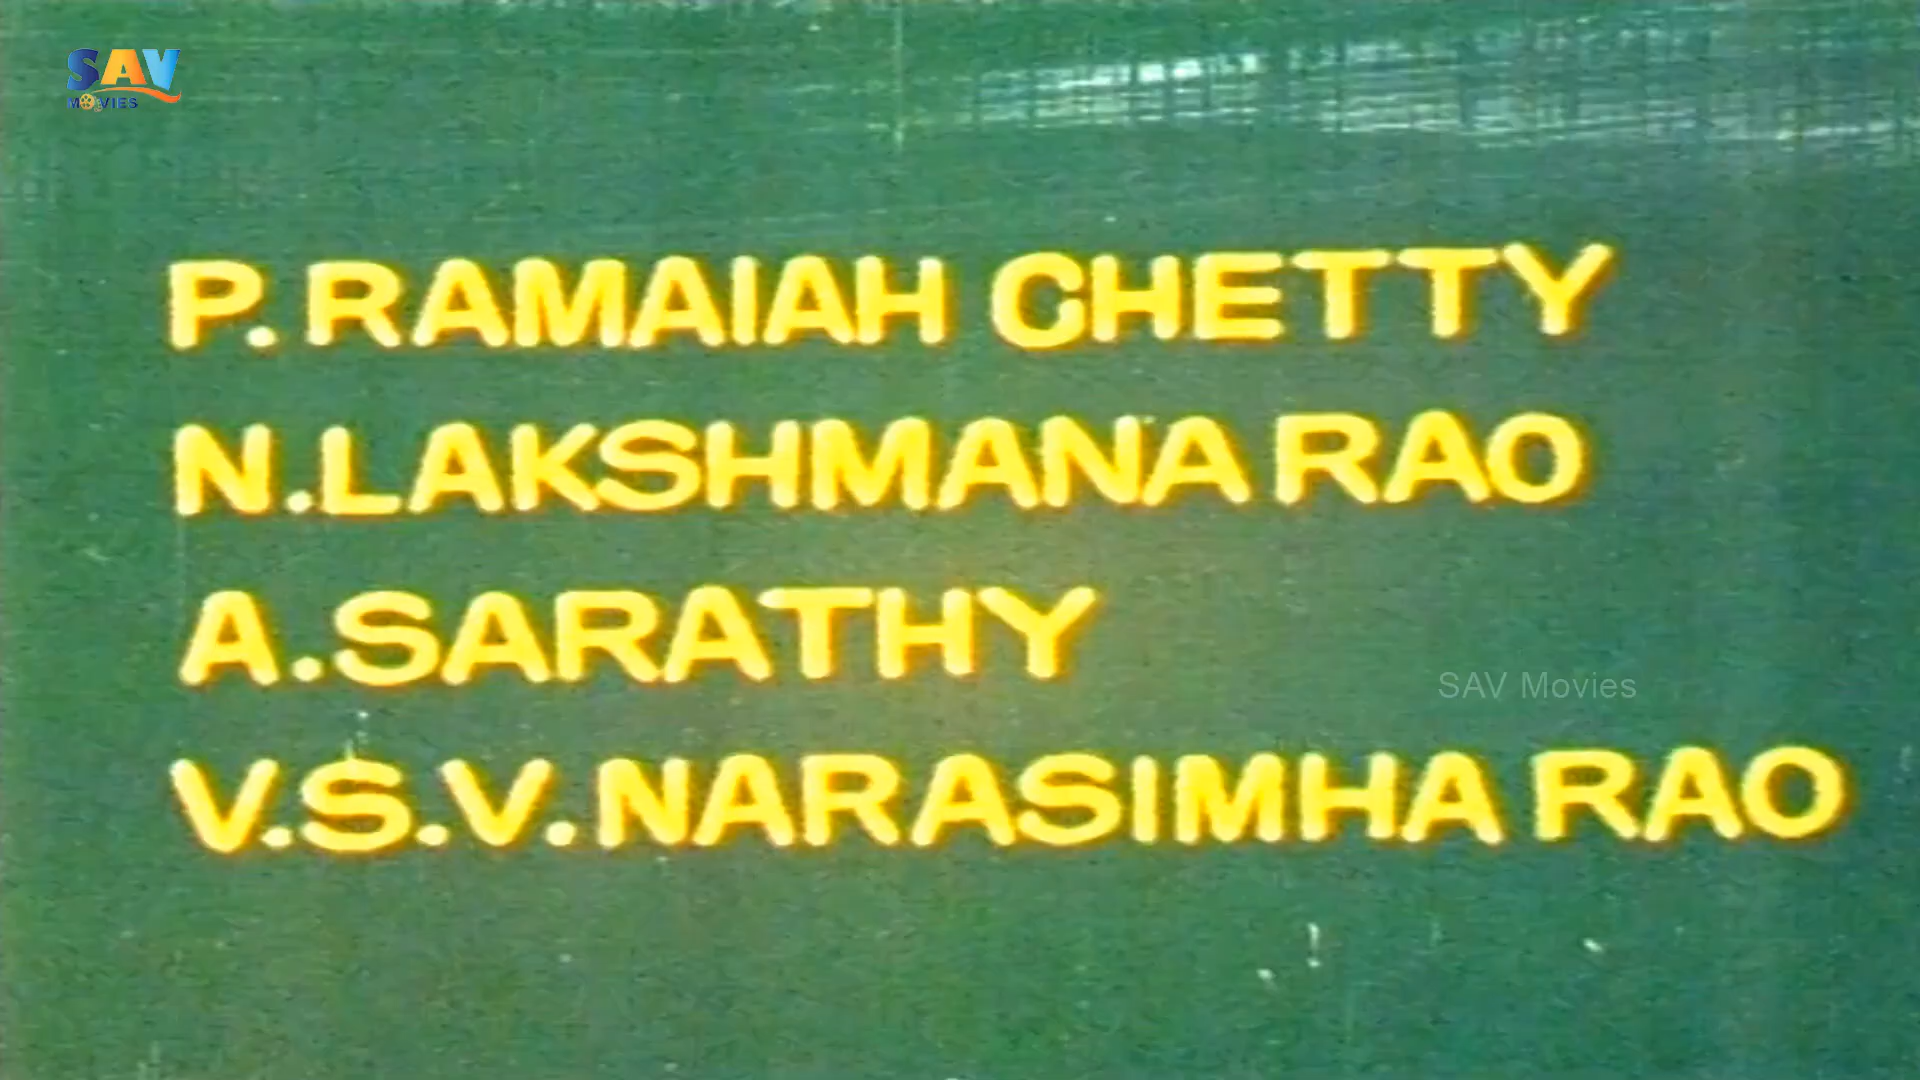 SAV
MOVIES
P. RAMAIAH CHETTY
N. LAKSHMANA RAO
A. SARATHY
SAV Movies
V.S.V. NARASIMHA RAO